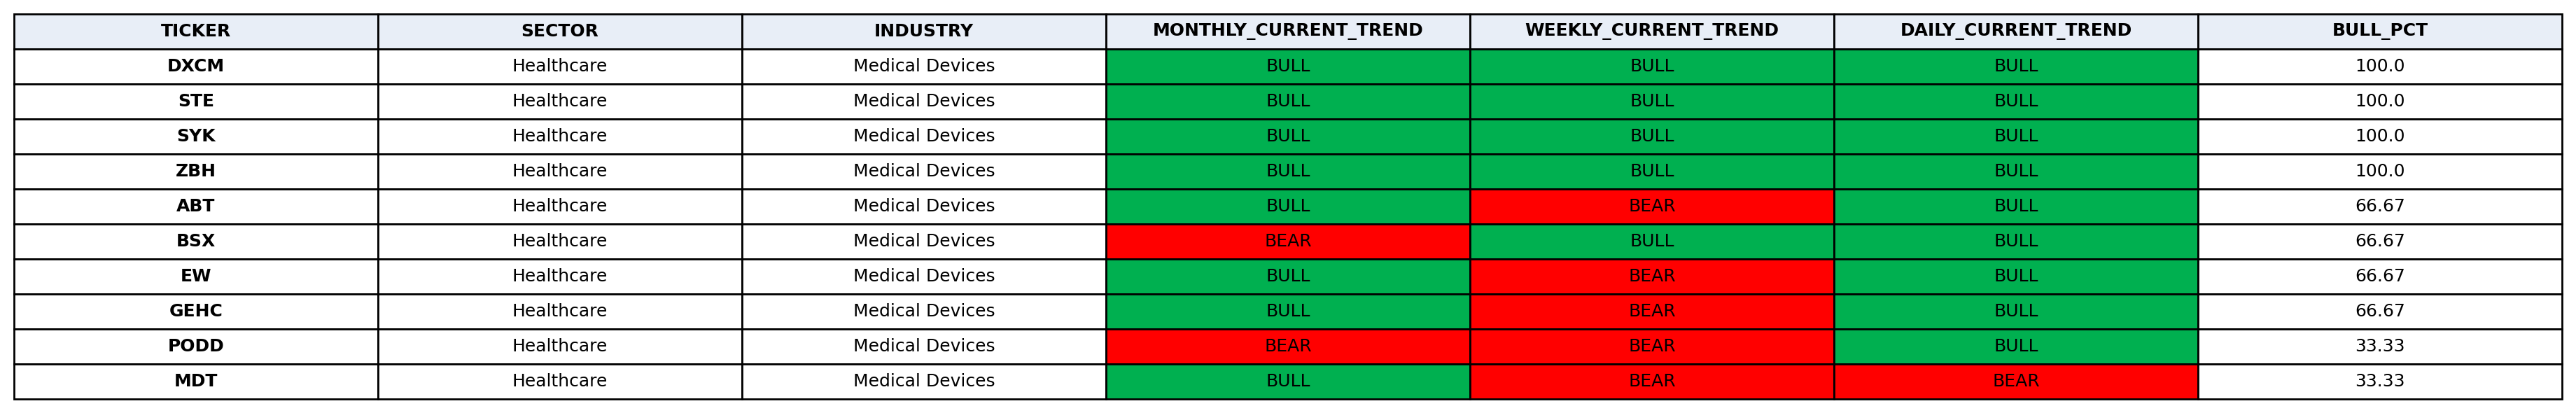 TICKER SECTOR INDUSTRY MONTHLY_CURRENT_TREND WEEKLY_CURRENT_TREND DAILY_CURRENT_TREND BULL_PCT
DXCM Healthcare Medical Devices BULL BULL BULL 100.0
STE Healthcare Medical Devices BULL BULL BULL 100.0
SYK Healthcare Medical Devices BULL BULL BULL 100.0
ZBH Healthcare Medical Devices BULL BULL BULL 100.0
ABT Healthcare Medical Devices BULL BEAR BULL 66.67
BSX Healthcare Medical Devices BEAR BULL BULL 66.67
EW Healthcare Medical Devices BULL BEAR BULL 66.67
GEHC Healthcare Medical Devices BULL BEAR BULL 66.67
PODD Healthcare Medical Devices BEAR BEAR BULL 33.33
MDT Healthcare Medical Devices BULL BEAR BEAR 33.33